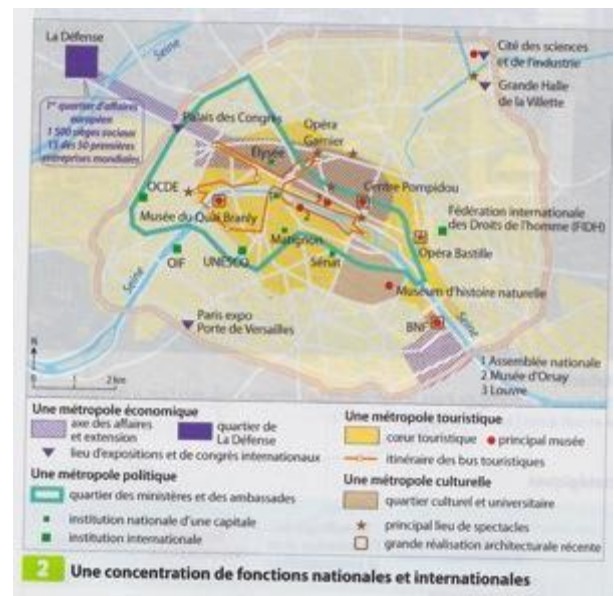 La Défense
Seine
Cité des sciences
et de l'industrie
Grande Halle
de la Villette
1er quartier d'affaires
européen
1 500 sièges sociaux
15 des 50 premières
entreprises mondiales
Palais des Congrès
Opéra
Garnier
Élysée
OCDE
Centre Pompidou
Musée du Quai Branly
1
2
3
Fédération internationale
des Droits de l'homme (FIDH)
Matignon
Opéra Bastille
OIF
UNESCO
Sénat
Seine
Muséum d'histoire naturelle
Paris expo
Porte de Versailles
BNF
Seine
N
0 1 2 km
1 Assemblée nationale
2 Musée d'Orsay
3 Louvre
Une métropole économique
axe des affaires
et extension
quartier de
La Défense
lieu d'expositions et de congrès internationaux
Une métropole politique
quartier des ministères et des ambassades
institution nationale d'une capitale
institution internationale
Une métropole touristique
cœur touristique
principal musée
itinéraire des bus touristiques
Une métropole culturelle
quartier culturel et universitaire
principal lieu de spectacles
grande réalisation architecturale récente
2 Une concentration de fonctions nationales et internationales